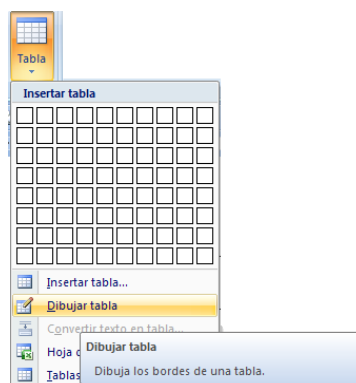 Tabla
Insertar tabla
Insertar tabla...
Dibujar tabla
Convertir texto en tabla...
Hoja
Dibujar tabla
Tablas
Dibuja los bordes de una tabla.